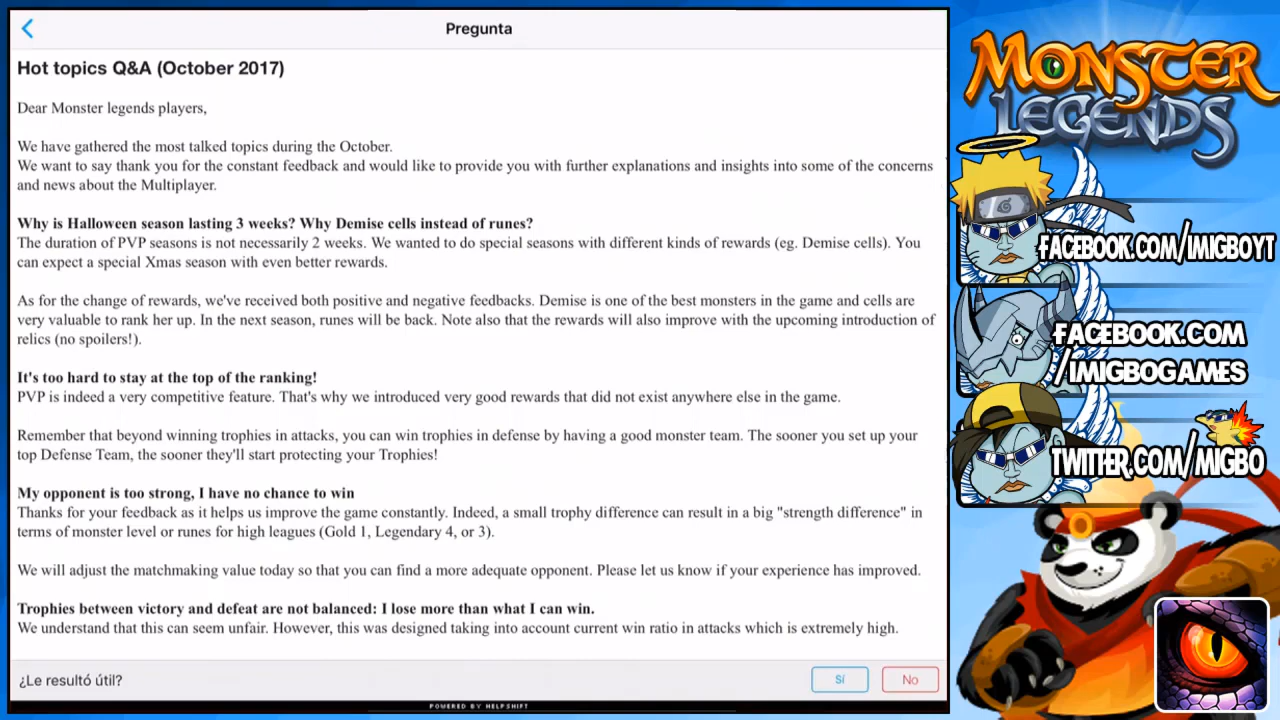 Pregunta
Hot topics Q&A (October 2017)
Dear Monster legends players,
We have gathered the most talked topics during the October.
We want to say thank you for the constant feedback and would like to provide you with further explanations and insights into some of the concerns
and news about the Multiplayer.
Why is Halloween season lasting 3 weeks? Why Demise cells instead of runes?
The duration of PVP seasons is not necessarily 2 weeks. We wanted to do special seasons with different kinds of rewards (eg. Demise cells). You
can expect a special Xmas season with even better rewards.
As for the change of rewards, we've received both positive and negative feedbacks. Demise is one of the best monsters in the game and cells are
very valuable to rank her up. In the next season, runes will be back. Note also that the rewards will also improve with the upcoming introduction of
relics (no spoilers!).
It's too hard to stay at the top of the ranking!
PVP is indeed a very competitive feature. That's why we introduced very good rewards that did not exist anywhere else in the game.
Remember that beyond winning trophies in attacks, you can win trophies in defense by having a good monster team. The sooner you set up your
top Defense Team, the sooner they'll start protecting your Trophies!
My opponent is too strong, I have no chance to win
Thanks for your feedback as it helps us improve the game constantly. Indeed, a small trophy difference can result in a big "strength difference" in
terms of monster level or runes for high leagues (Gold 1, Legendary 4, or 3).
We will adjust the matchmaking value today so that you can find a more adequate opponent. Please let us know if your experience has improved.
Trophies between victory and defeat are not balanced: I lose more than what I can win.
We understand that this can seem unfair. However, this was designed taking into account current win ratio in attacks which is extremely high.
¿Le resultó útil?
Sí
No
POWERED BY HELPSHIFT
MONSTER
LEGENDS
FACEBOOK.COM/IMIGBOYT
FACEBOOK.COM
/IMIGBOGAMES
TWITTER.COM/MIGBO